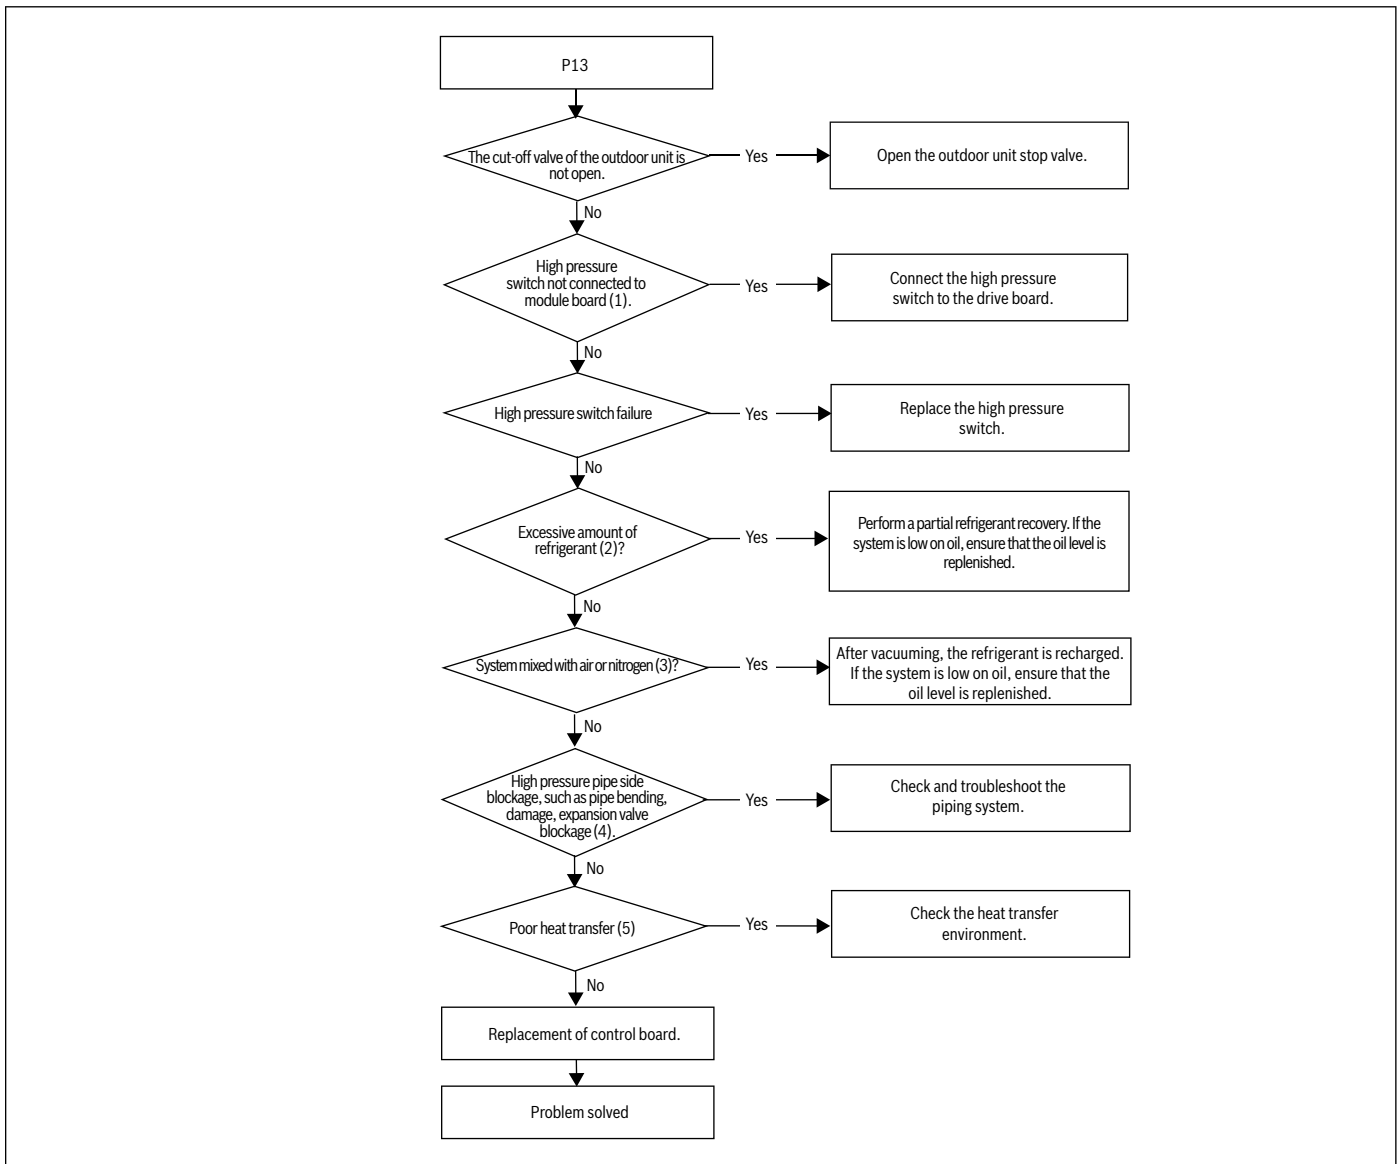 P13
The cut-off valve of the outdoor unit is
not open.
Yes
Open the outdoor unit stop valve.
No
High pressure
switch not connected to
module board (1).
Yes
Connect the high pressure
switch to the drive board.
No
High pressure switch failure
Yes
Replace the high pressure
switch.
No
Excessive amount of
refrigerant (2)?
Yes
Perform a partial refrigerant recovery. If the
system is low on oil, ensure that the oil level is
replenished.
No
System mixed with air or nitrogen (3)?
Yes
After vacuuming, the refrigerant is recharged.
If the system is low on oil, ensure that the
oil level is replenished.
No
High pressure pipe side
blockage, such as pipe bending,
damage, expansion valve
blockage (4).
Yes
Check and troubleshoot the
piping system.
No
Poor heat transfer (5)
Yes
Check the heat transfer
environment.
No
Replacement of control board.
Problem solved